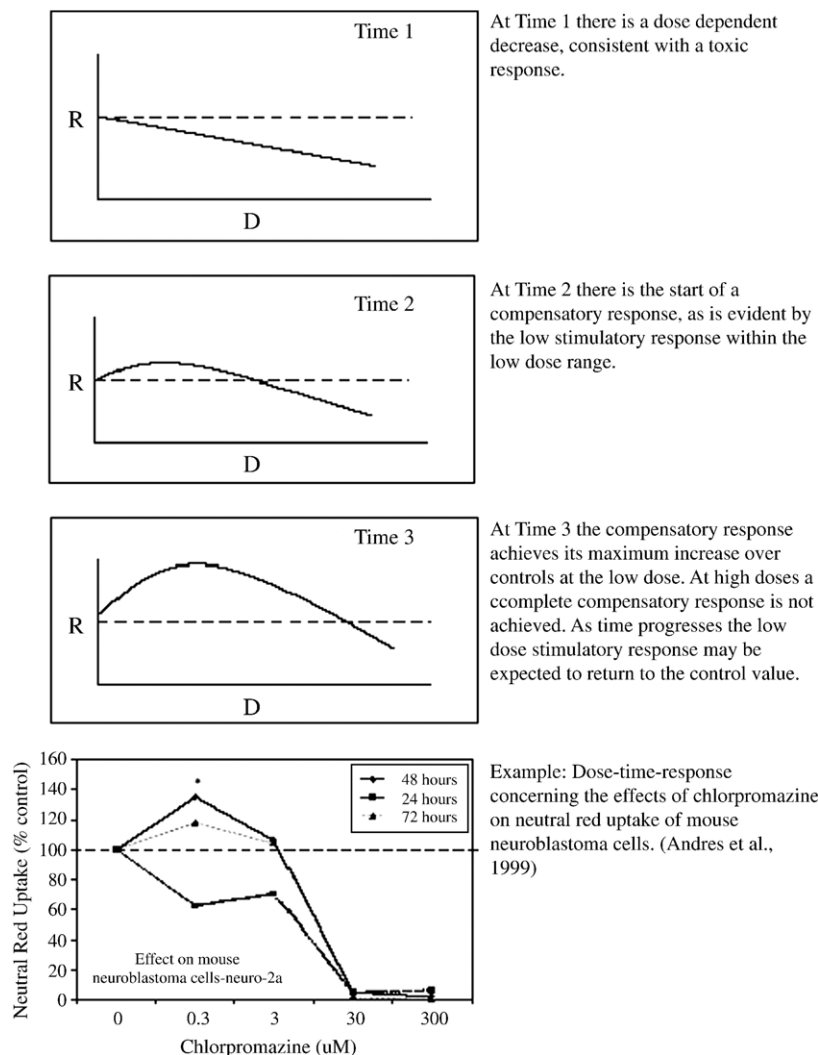 Time 1
R
D
At Time 1 there is a dose dependent
decrease, consistent with a toxic
response.
Time 2
R
D
At Time 2 there is the start of a
compensatory response, as is evident by
the low stimulatory response within the
low dose range.
Time 3
R
D
At Time 3 the compensatory response
achieves its maximum increase over
controls at the low dose. At high doses a
ccomplete compensatory response is not
achieved. As time progresses the low
dose stimulatory response may be
expected to return to the control value.
Neutral Red Uptake (% control)
160
140
120
100
80
60
40
20
0
*
48 hours
24 hours
72 hours
Effect on mouse
neuroblastoma cells-neuro-2a
0 0.3 3 30 300
Chlorpromazine (uM)
Example: Dose-time-response
concerning the effects of chlorpromazine
on neutral red uptake of mouse
neuroblastoma cells. (Andres et al.,
1999)